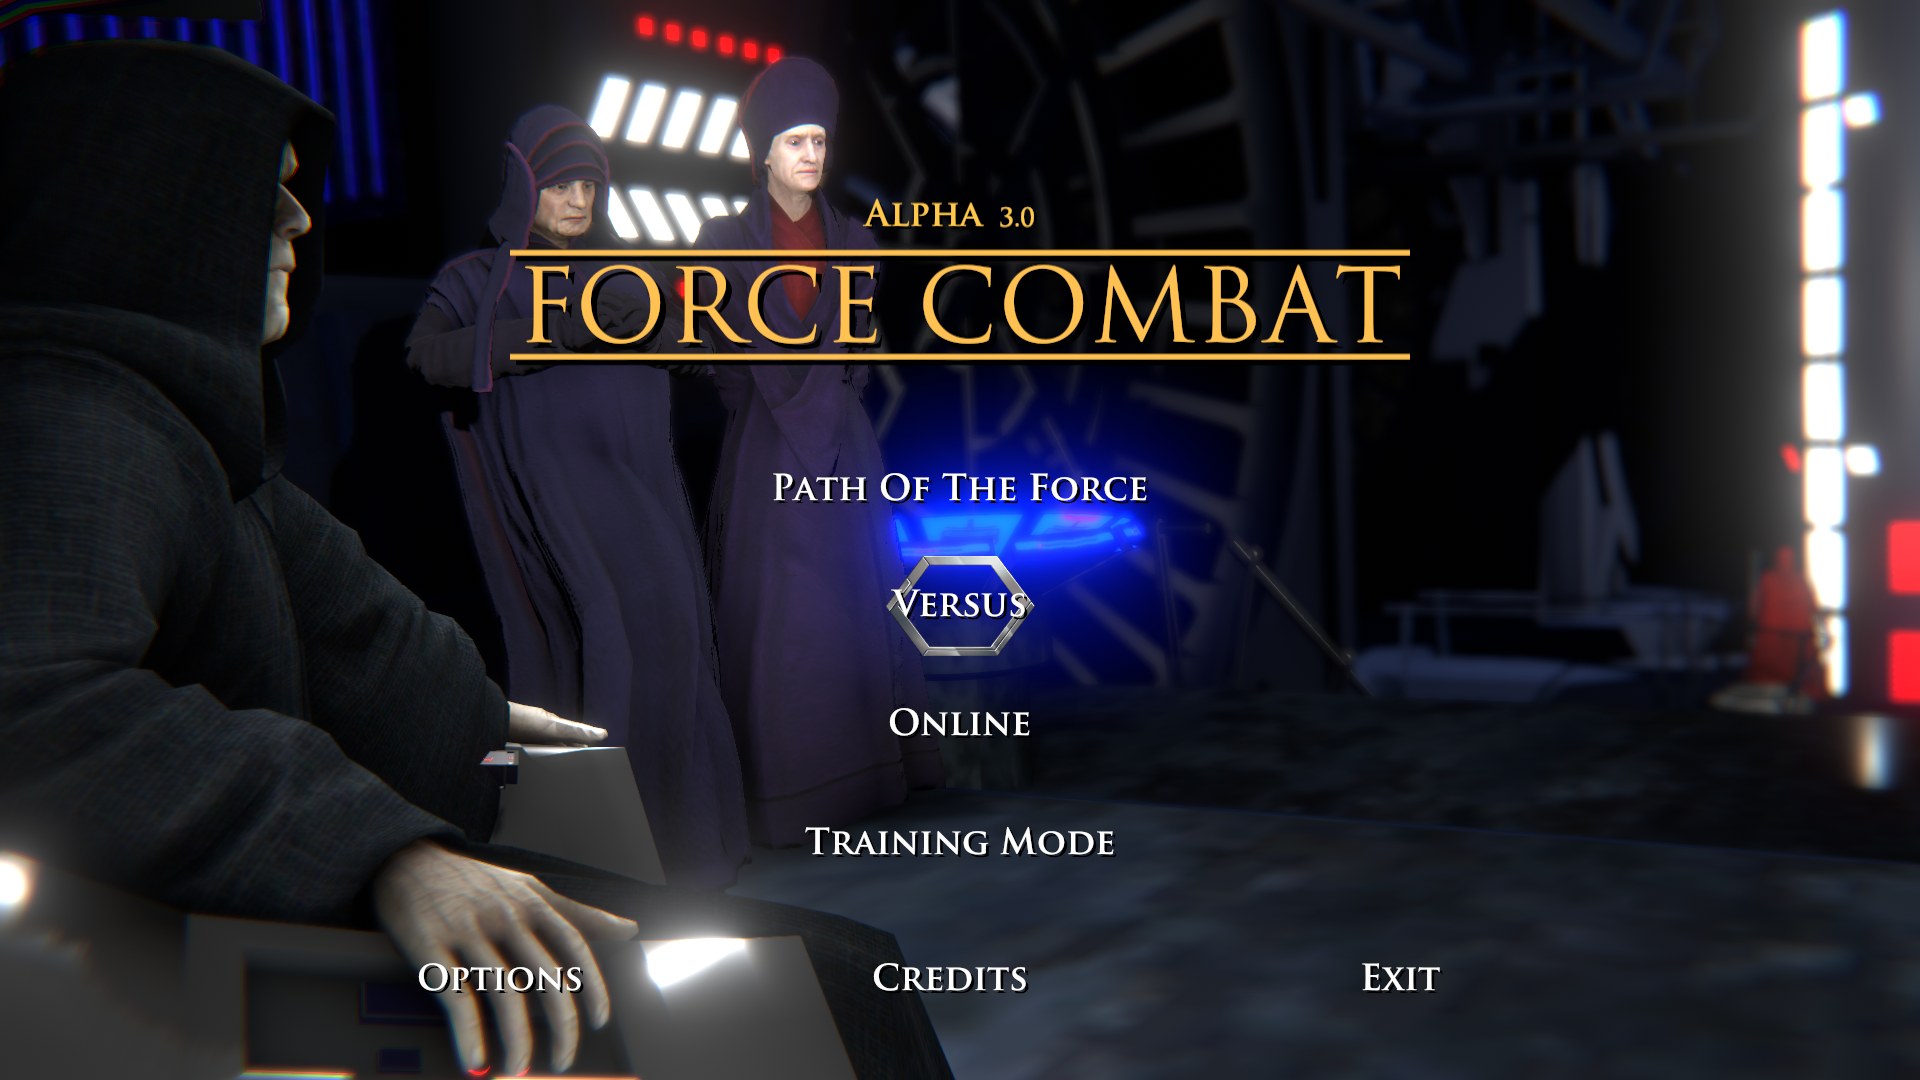 Alpha 3.0
FORCE COMBAT
Path Of The Force
Versus
Online
Training Mode
Options
Credits
Exit